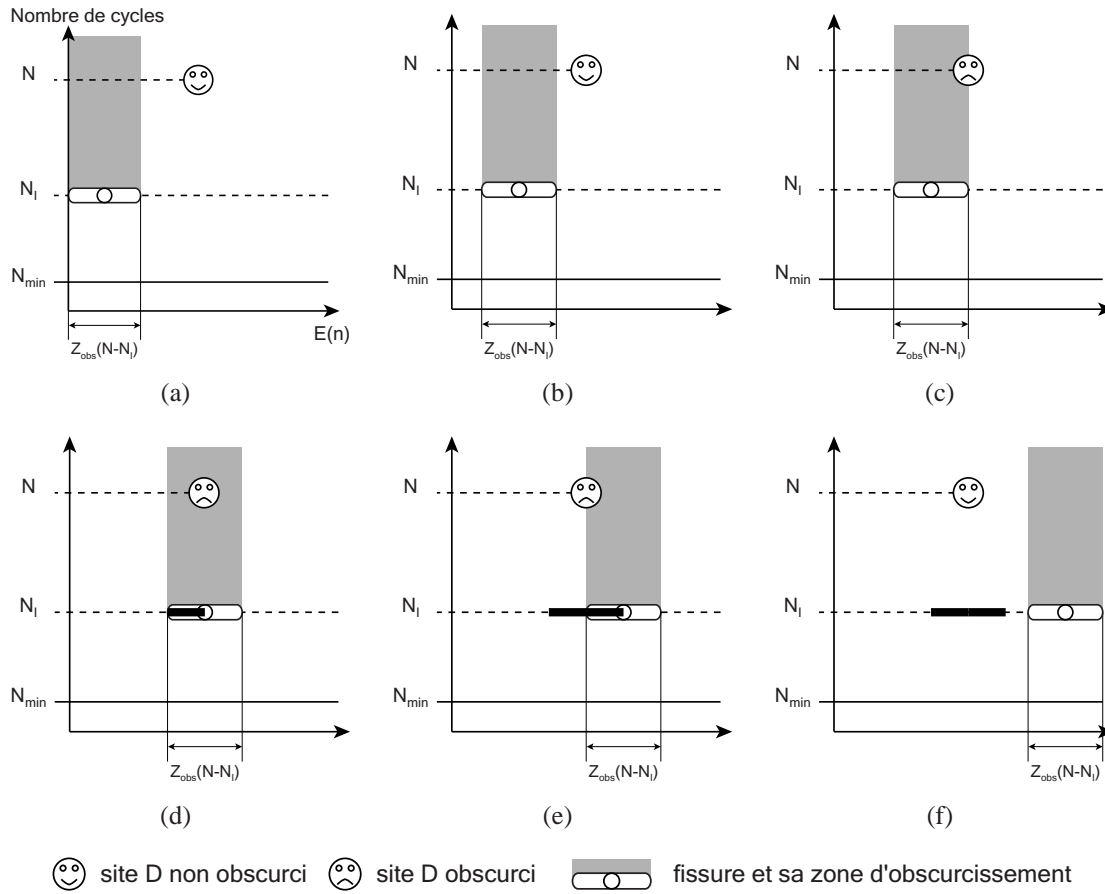 Nombre de cycles
N
N
N
N_I
N_I
N_I
N_min
N_min
N_min
E(n)
Z_obs(N-N_I)
Z_obs(N-N_I)
Z_obs(N-N_I)
(a)
(b)
(c)
N
N
N
N_I
N_I
N_I
N_min
N_min
N_min
Z_obs(N-N_I)
Z_obs(N-N_I)
Z_obs(N-N_I)
(d)
(e)
(f)
site D non obscurci
site D obscurci
fissure et sa zone d'obscurcissement